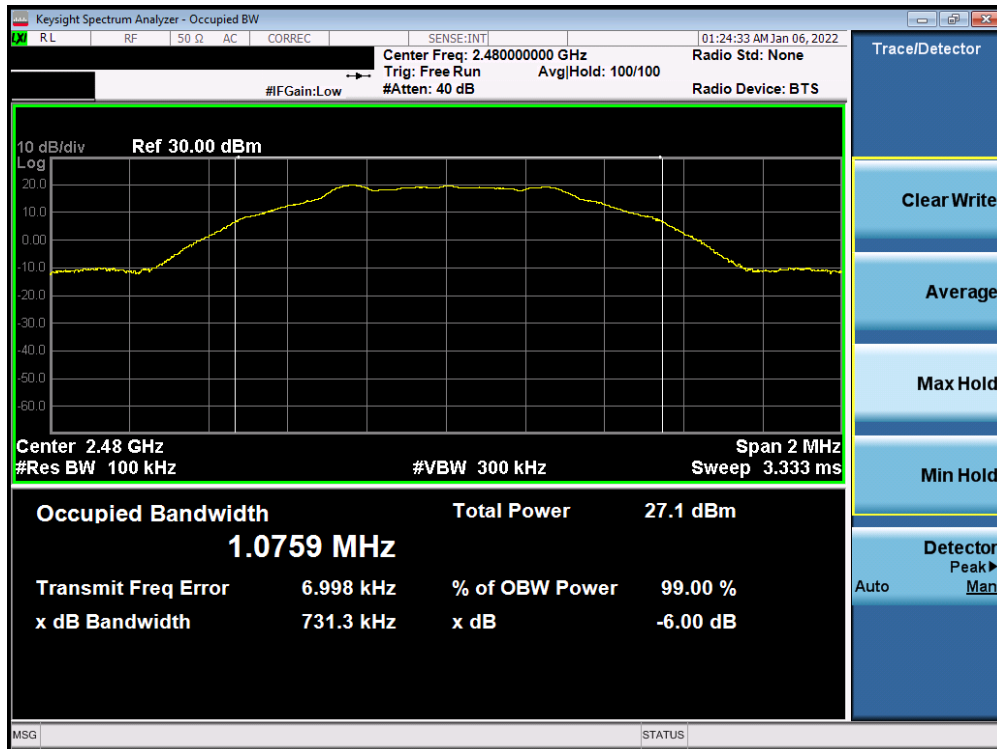 Keysight Spectrum Analyzer - Occupied BW
LXI RL RF 50 Ω AC CORREC SENSE:INT 01:24:33 AM Jan 06, 2022
Center Freq: 2.480000000 GHz Radio Std: None
Trig: Free Run Avg|Hold: 100/100
#IFGain:Low #Atten: 40 dB Radio Device: BTS
10 dB/div Ref 30.00 dBm
Log
20.0
10.0
0.00
-10.0
-20.0
-30.0
-40.0
-50.0
-60.0
Center 2.48 GHz Span 2 MHz
#Res BW 100 kHz #VBW 300 kHz Sweep 3.333 ms
Occupied Bandwidth Total Power 27.1 dBm
1.0759 MHz
Transmit Freq Error 6.998 kHz % of OBW Power 99.00 %
x dB Bandwidth 731.3 kHz x dB -6.00 dB
MSG STATUS
Trace/Detector
Clear Write
Average
Max Hold
Min Hold
Detector
Peak▶
Auto Man